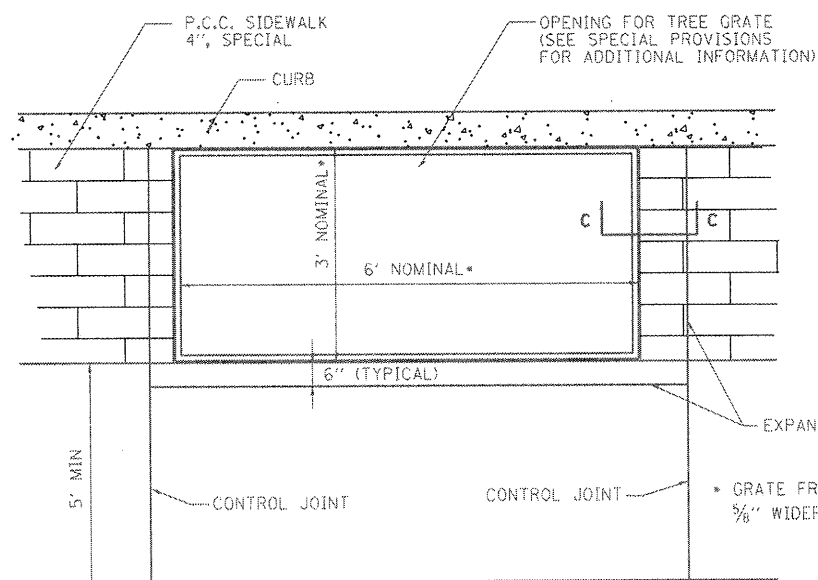 P.C.C. SIDEWALK
4'', SPECIAL
OPENING FOR TREE GRATE
(SEE SPECIAL PROVISIONS
FOR ADDITIONAL INFORMATION)
CURB
3' NOMINAL*
C C
6' NOMINAL*
6'' (TYPICAL)
EXPAN
5' MIN
CONTROL JOINT
CONTROL JOINT
* GRATE FR
5/8'' WIDER